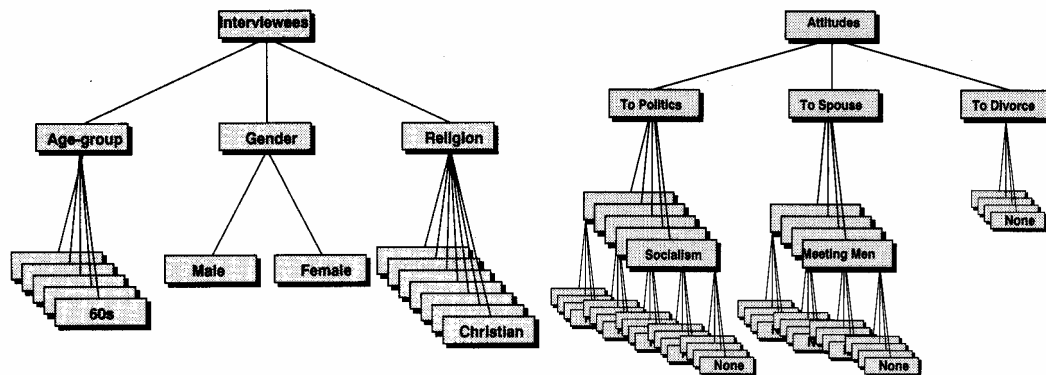 Interviewees
Attitudes
To Politics
To Spouse
To Divorce
Age-group
Gender
Religion
None
Socialism
Meeting Men
Male
Female
60s
Christian
None
None